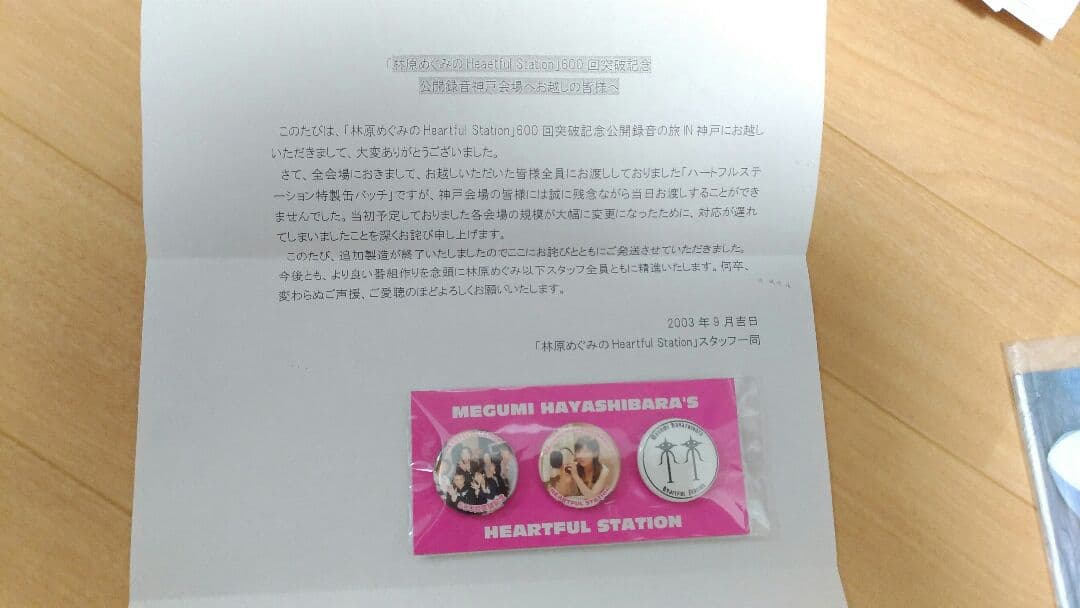 「林原めぐみのHeaetful Station」600回突破記念
公開録音神戸会場へお越しの皆様へ
このたびは、「林原めぐみのHeartful Station」600回突破記念公開録音の旅IN神戸にお越し
いただきまして、大変ありがとうございました。
さて、全会場におきまして、お越しいただいた皆様全員にお渡ししておりました「ハートフルステ
ーション特製缶バッチ」ですが、神戸会場の皆様には誠に残念ながら当日お渡しすることができ
ませんでした。当初予定しておりました各会場の規模が大幅に変更になったために、対応が遅れ
てしまいましたことを深くお詫び申し上げます。
このたび、追加製造が終了いたしましたのでここにお詫びとともにご発送させていただきました。
今後とも、より良い番組作りを念頭に林原めぐみ以下スタッフ全員ともに精進いたします。何卒、
変わらぬご声援、ご愛聴のほどよろしくお願いいたします。
2003年9月吉日
「林原めぐみのHeartful Station」スタッフ一同
MEGUMI HAYASHIBARA'S
HEARTFUL STATION
Megumi Hayashibara
Heartful Station
HEARTFUL STATION